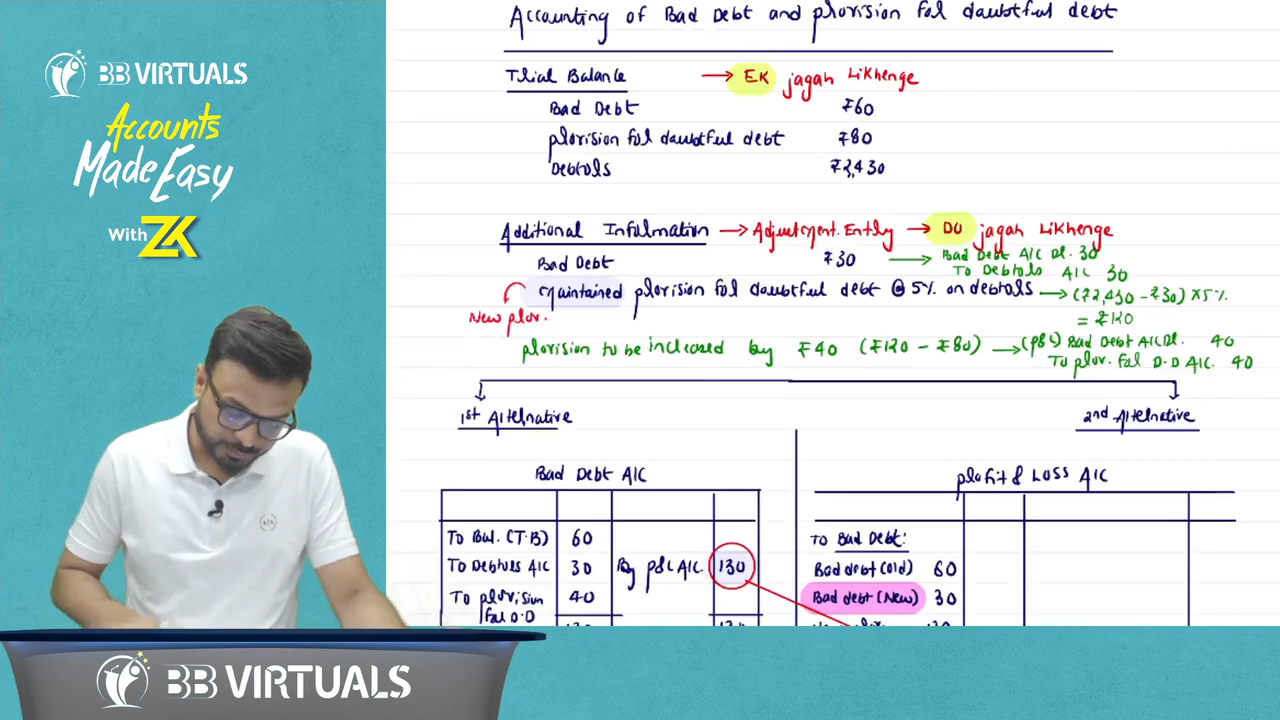 BB VIRTUALS
Accounts
Made Easy
With ZK
Accounting of Bad Debt and provision for doubtful debt
Trial Balance → EK jagah Likhenge
Bad Debt ₹60
provision for doubtful debt ₹80
Debtors ₹2,430
Additional Information → Adjustment Entry → DO jagah Likhenge
Bad Debt ₹30 → Bad Debt A/C Dr. 30
To Debtors A/C 30
Maintained provision for doubtful debt @ 5% on debtors → (₹2,430 - ₹30) x 5%
New prov. = ₹120
provision to be increased by ₹40 (₹120 - ₹80) → (P&L) Bad Debt A/C Dr. 40
To prov. for D.D A/C. 40
1st Alternative 2nd Alternative
Bad Debt A/C profit & Loss A/C
To Bal. (T.B) 60 To Bad Debt:
To Debtors A/C 30 By P&L A/C. 130 Bad debt (old) 60
To provision 40 Bad debt (New) 30
for D.D
BB VIRTUALS